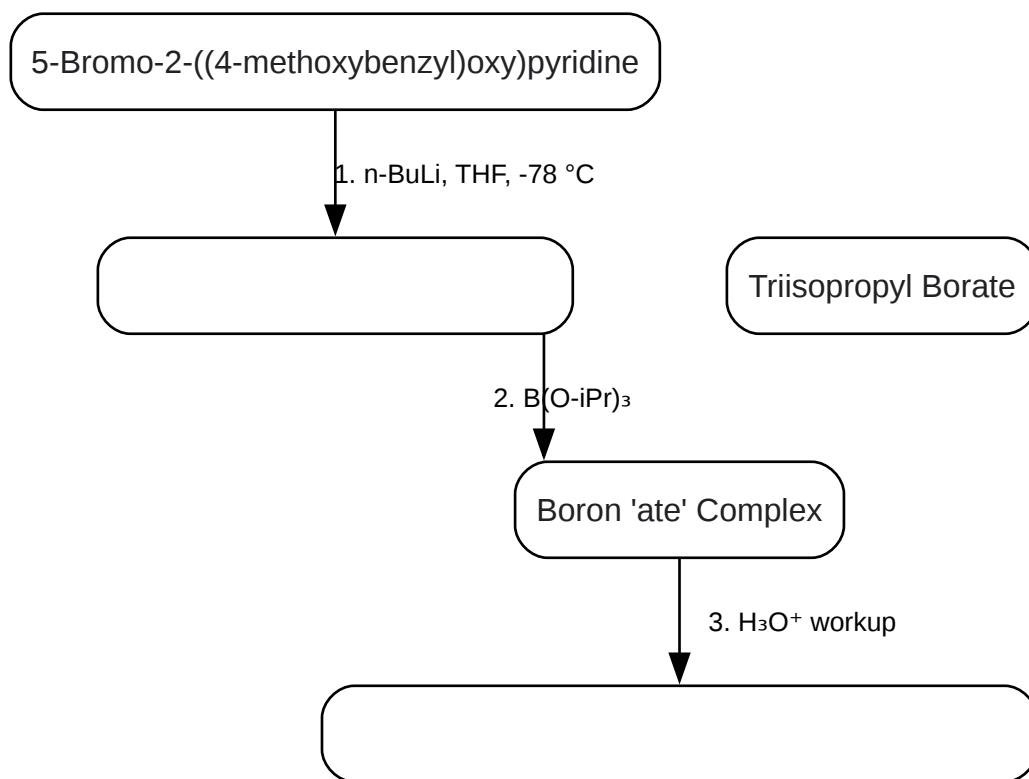 5-Bromo-2-((4-methoxybenzyl)oxy)pyridine
1. n-BuLi, THF, -78 °C
Triisopropyl Borate
2. B(O-iPr)₃
Boron 'ate' Complex
3. H₃O⁺ workup